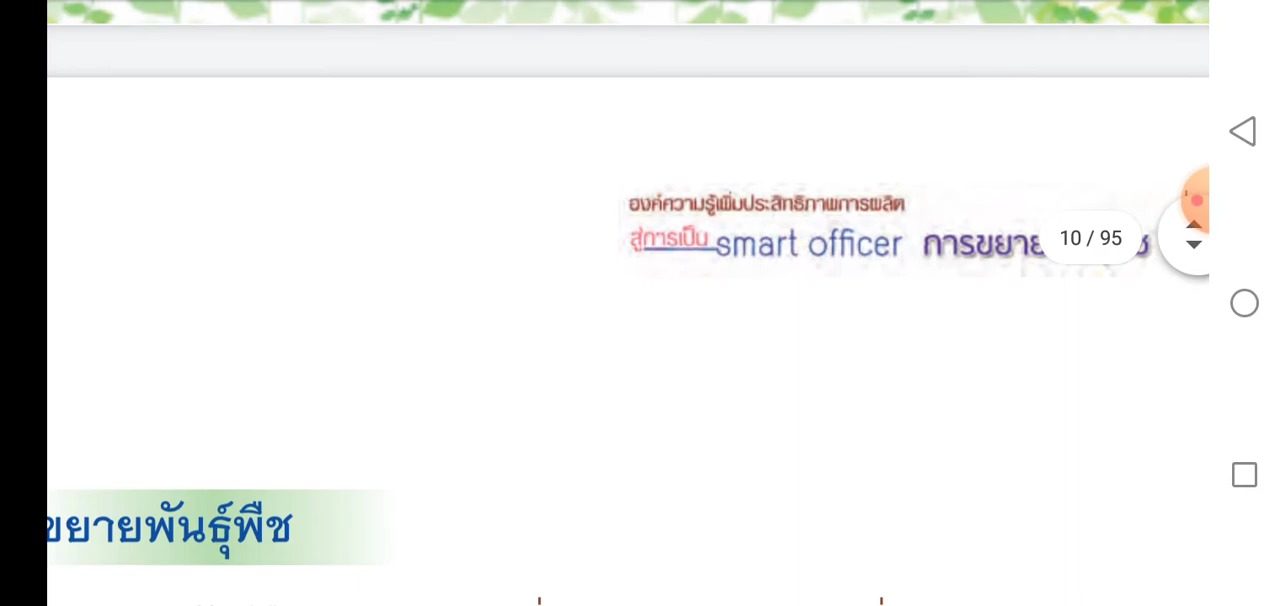 องค์ความรู้เพิ่มประสิทธิภาพการผลิต
สู่การเป็น smart officer การขยาย
10 / 95
ขยายพันธุ์พืช